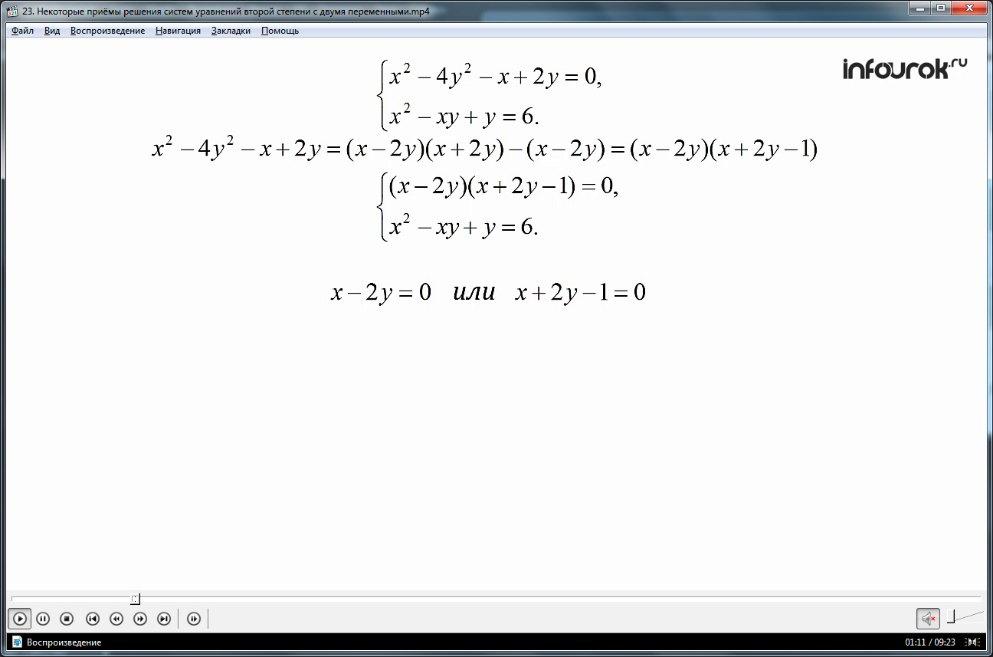 23. Некоторые приёмы решения систем уравнений второй степени с двумя переменными.mp4
Файл Вид Воспроизведение Навигация Закладки Помощь
infourok.ru
x² − 4y² − x + 2y = 0,
x² − xy + y = 6.
x² − 4y² − x + 2y = (x − 2y)(x + 2y) − (x − 2y) = (x − 2y)(x + 2y − 1)
(x − 2y)(x + 2y − 1) = 0,
x² − xy + y = 6.
x − 2y = 0 или x + 2y − 1 = 0
Воспроизведение 01:11 / 09:23